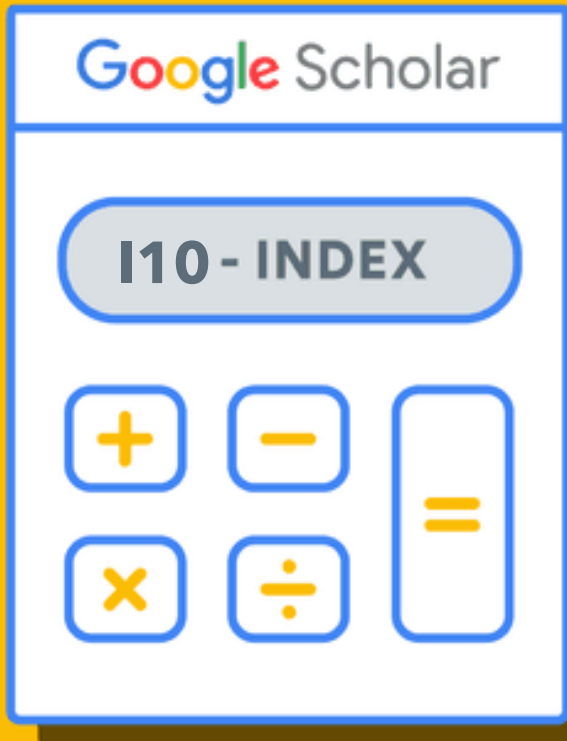 Google Scholar
I10 - INDEX
+ −
=
× ÷